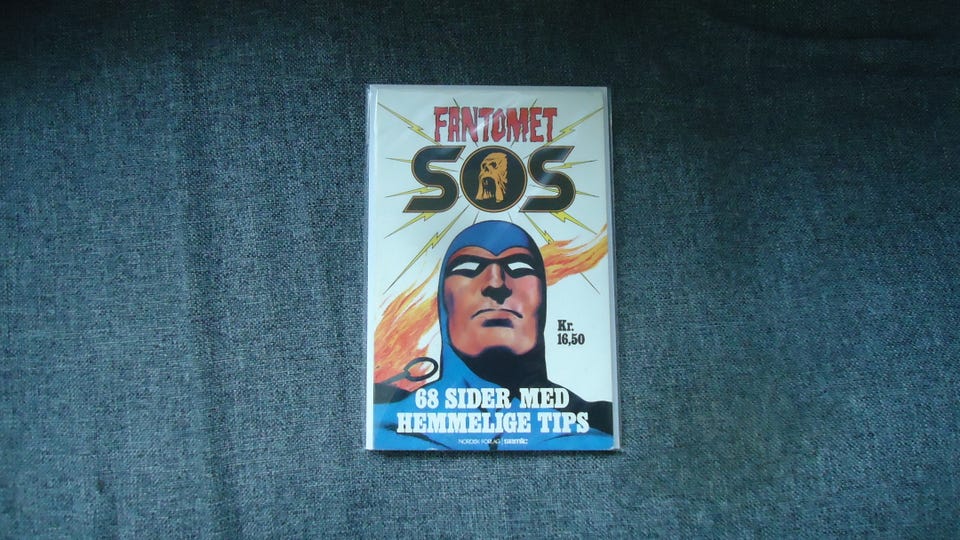 FANTOMET
SOS
Kr.
16,50
68 SIDER MED
HEMMELIGE TIPS
NORDISK FORLAG semic